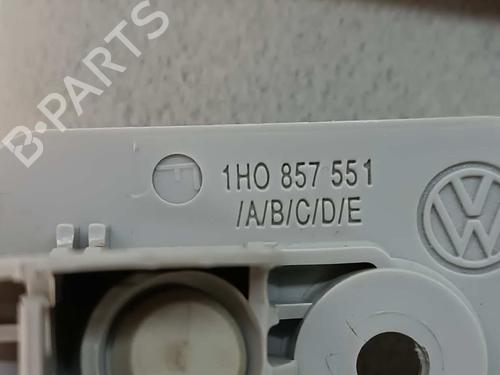 B-PARTS
F
1H0 857 551
/A/B/C/D/E
VW